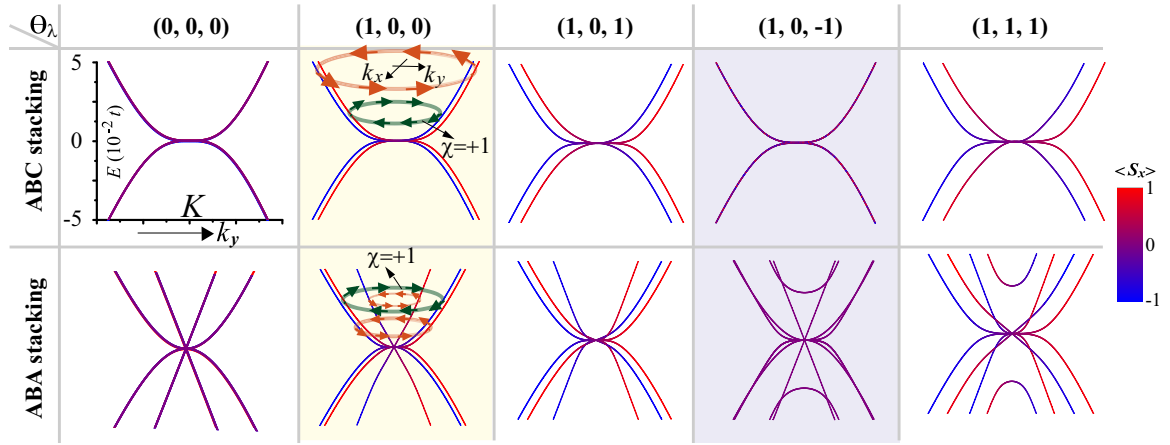 Θλ
(0, 0, 0)
(1, 0, 0)
(1, 0, 1)
(1, 0, -1)
(1, 1, 1)
ABC stacking
5
0
-5
E (10⁻² t)
K
ky
kx
ky
χ=+1
<Sx>
1
0
-1
ABA stacking
χ=+1